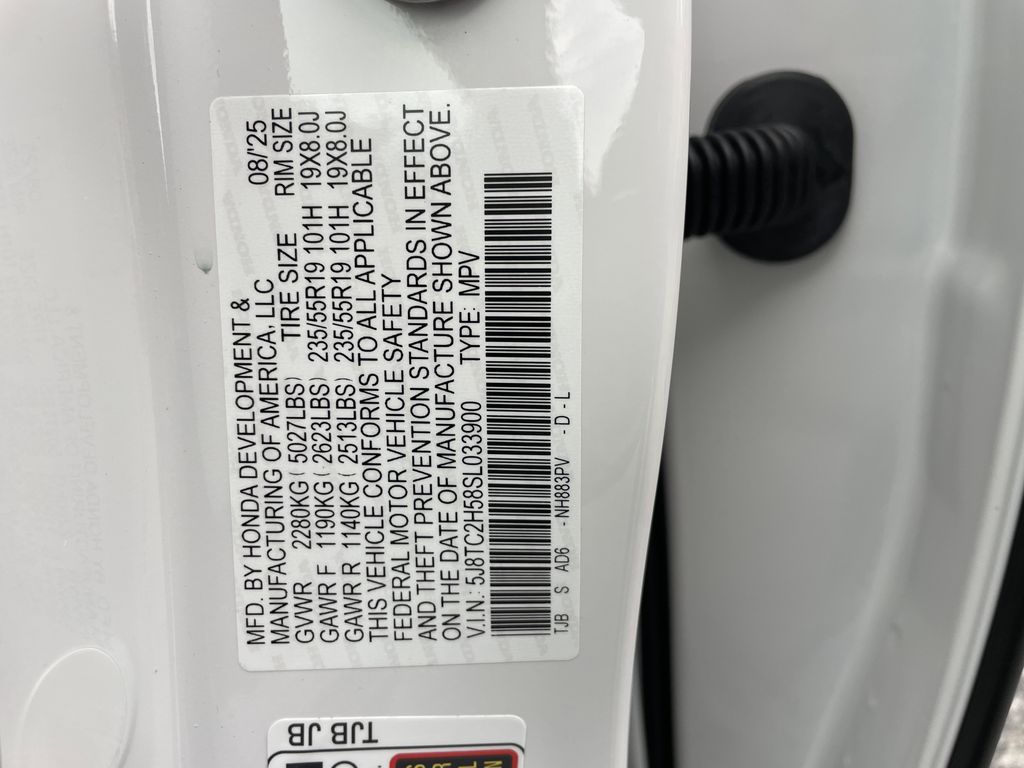 MFD. BY HONDA DEVELOPMENT & 08/'25
MANUFACTURING OF AMERICA, LLC TIRE SIZE RIM SIZE
GVWR 2280KG ( 5027LBS)
GAWR F 1190KG ( 2623LBS) 235/55R19 101H 19X8.0J
GAWR R 1140KG ( 2513LBS) 235/55R19 101H 19X8.0J
THIS VEHICLE CONFORMS TO ALL APPLICABLE
FEDERAL MOTOR VEHICLE SAFETY
AND THEFT PREVENTION STANDARDS IN EFFECT
ON THE DATE OF MANUFACTURE SHOWN ABOVE.
V.I.N: 5J8TC2H58SL033900 TYPE: MPV
TJB S AD6 - NH883PV - D - L
TJB JB